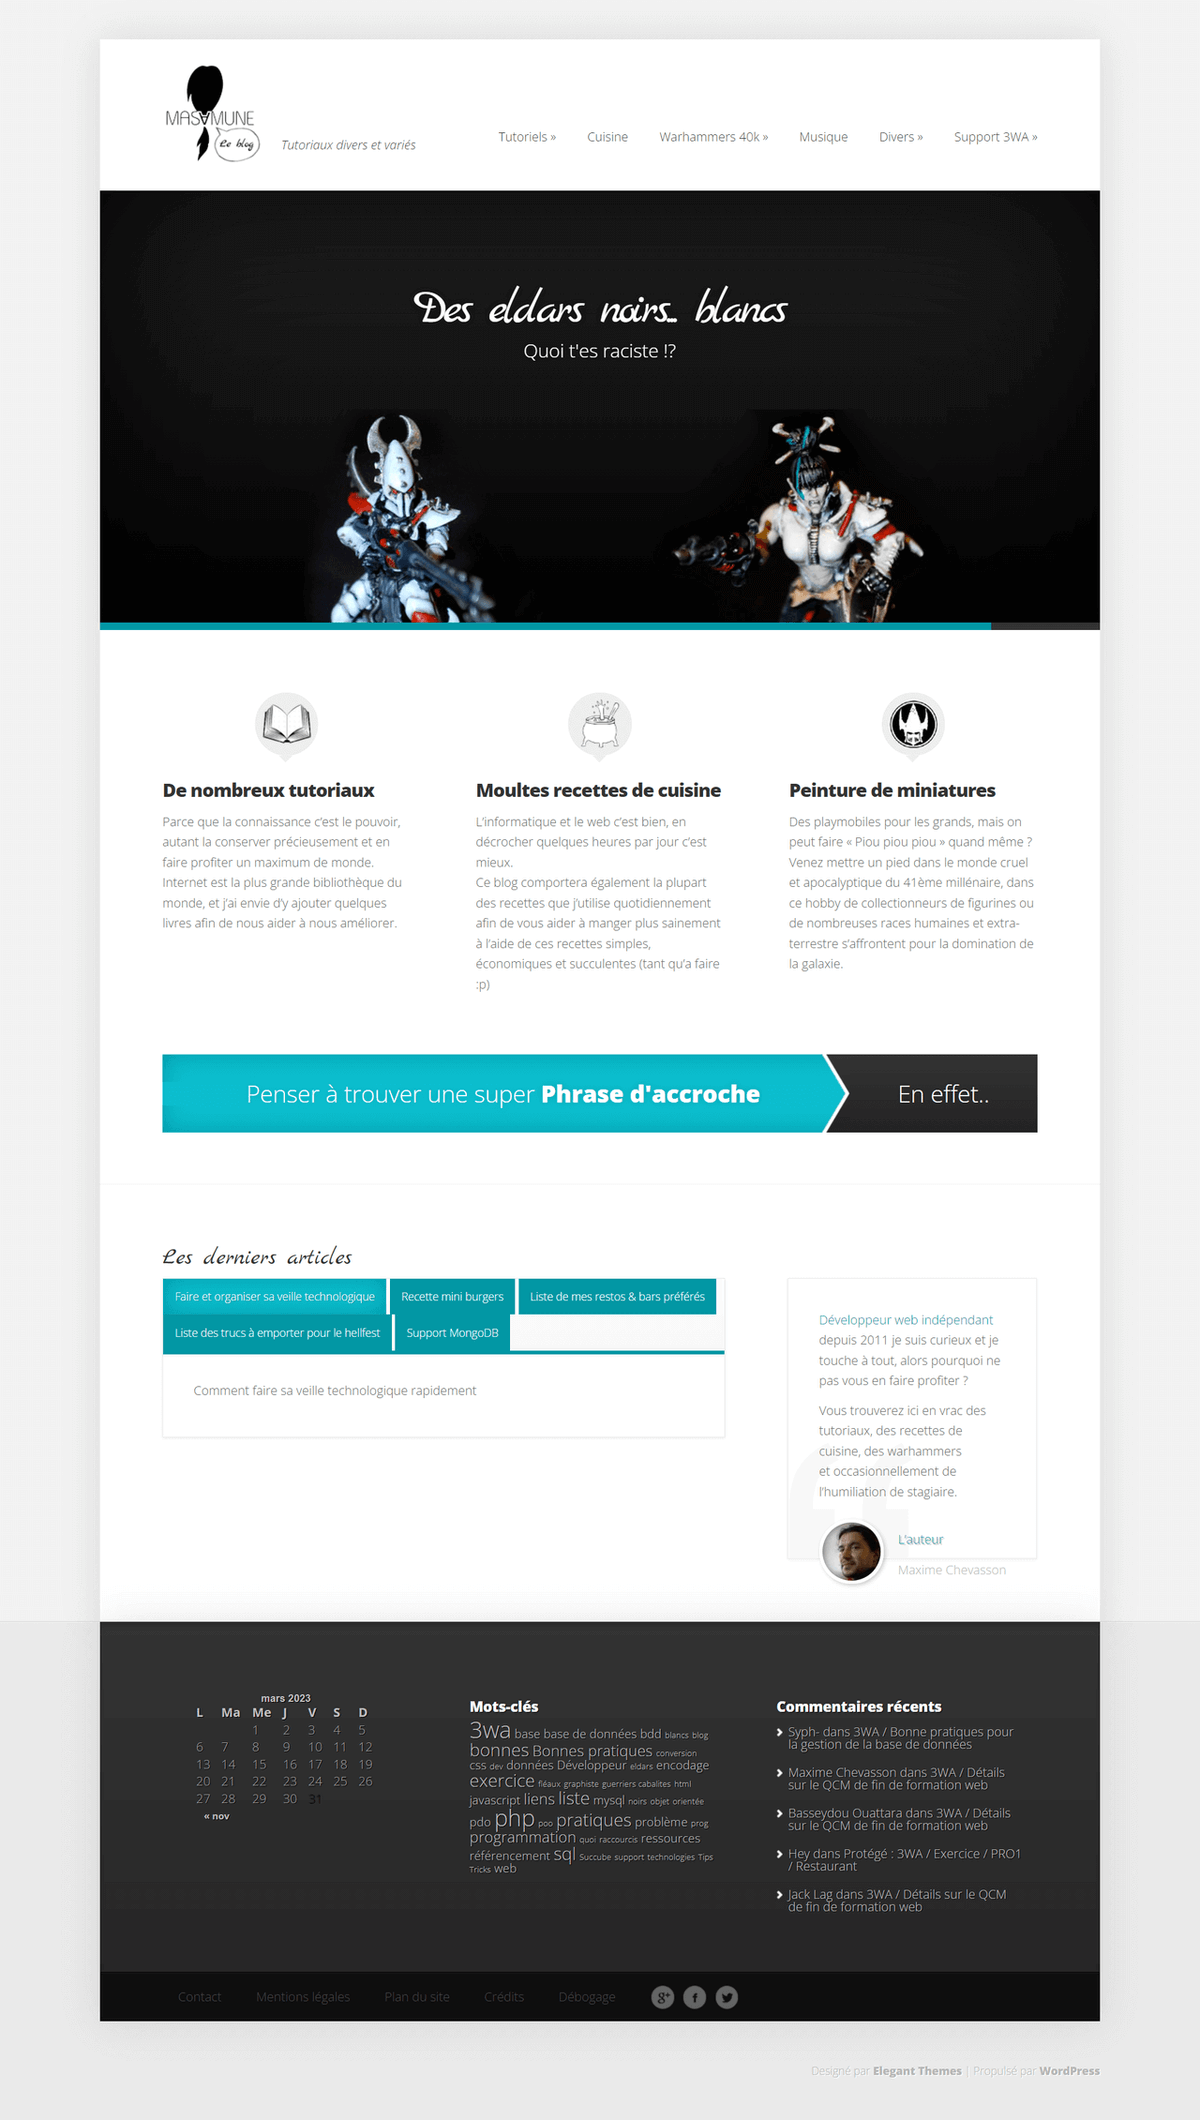 MASAMUNE
Le blog
Tutoriaux divers et variés
Tutoriels »
Cuisine
Warhammers 40k »
Musique
Divers »
Support 3WA »
Des eldars noirs... blancs
Quoi t'es raciste !?
De nombreux tutoriaux
Parce que la connaissance c’est le pouvoir,
autant la conserver précieusement et en
faire profiter un maximum de monde.
Internet est la plus grande bibliothèque du
monde, et j’ai envie d’y ajouter quelques
livres afin de nous aider à nous améliorer.
Moultes recettes de cuisine
L’informatique et le web c’est bien, en
décrocher quelques heures par jour c’est
mieux.
Ce blog comportera également la plupart
des recettes que j’utilise quotidiennement
afin de vous aider à manger plus sainement
à l’aide de ces recettes simples,
économiques et succulentes (tant qu’a faire
:p)
Peinture de miniatures
Des playmobiles pour les grands, mais on
peut faire « Piou piou piou » quand même ?
Venez mettre un pied dans le monde cruel
et apocalyptique du 41ème millénaire, dans
ce hobby de collectionneurs de figurines ou
de nombreuses races humaines et extra-
terrestre s’affrontent pour la domination de
la galaxie.
Penser à trouver une super Phrase d'accroche
En effet..
Les derniers articles
Faire et organiser sa veille technologique
Recette mini burgers
Liste de mes restos & bars préférés
Liste des trucs à emporter pour le hellfest
Support MongoDB
Comment faire sa veille technologique rapidement
Développeur web indépendant
depuis 2011 je suis curieux et je
touche à tout, alors pourquoi ne
pas vous en faire profiter ?
Vous trouverez ici en vrac des
tutoriaux, des recettes de
cuisine, des warhammers
et occasionnellement de
l’humiliation de stagiaire.
L'auteur
Maxime Chevasson
mars 2023
L Ma Me J V S D
1 2 3 4 5
6 7 8 9 10 11 12
13 14 15 16 17 18 19
20 21 22 23 24 25 26
27 28 29 30 31
« nov
Mots-clés
3wa base base de données bdd blancs blog
bonnes Bonnes pratiques conversion
css dev données Développeur eldars encodage
exercice fléaux graphiste guerriers cabalites html
javascript liens liste mysql noirs objet orientée
pdo php poo pratiques problème prog
programmation quoi raccourcis ressources
référencement sql Succube support technologies Tips
Tricks web
Commentaires récents
Syph- dans 3WA / Bonne pratiques pour
la gestion de la base de données
Maxime Chevasson dans 3WA / Détails
sur le QCM de fin de formation web
Basseydou Ouattara dans 3WA / Détails
sur le QCM de fin de formation web
Hey dans Protégé : 3WA / Exercice / PRO1
/ Restaurant
Jack Lag dans 3WA / Détails sur le QCM
de fin de formation web
Contact
Mentions légales
Plan du site
Crédits
Débogage
Designé par Elegant Themes | Propulsé par WordPress